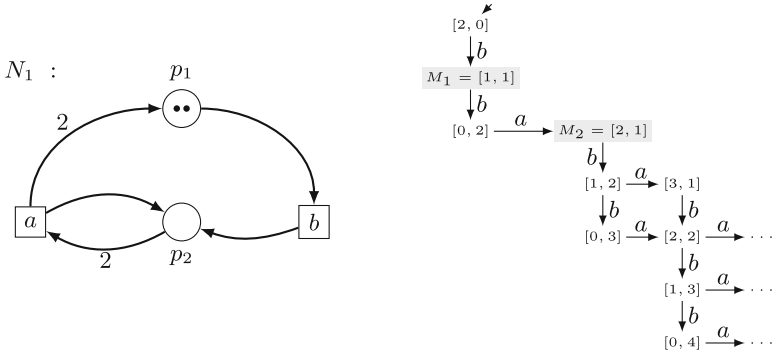 N₁ :
p₁
2
a
b
p₂
2
[2, 0]
b
M₁ = [1, 1]
b
[0, 2] a M₂ = [2, 1]
b
[1, 2] a [3, 1]
b b
[0, 3] a [2, 2] a · · ·
b
[1, 3] a · · ·
b
[0, 4] a · · ·